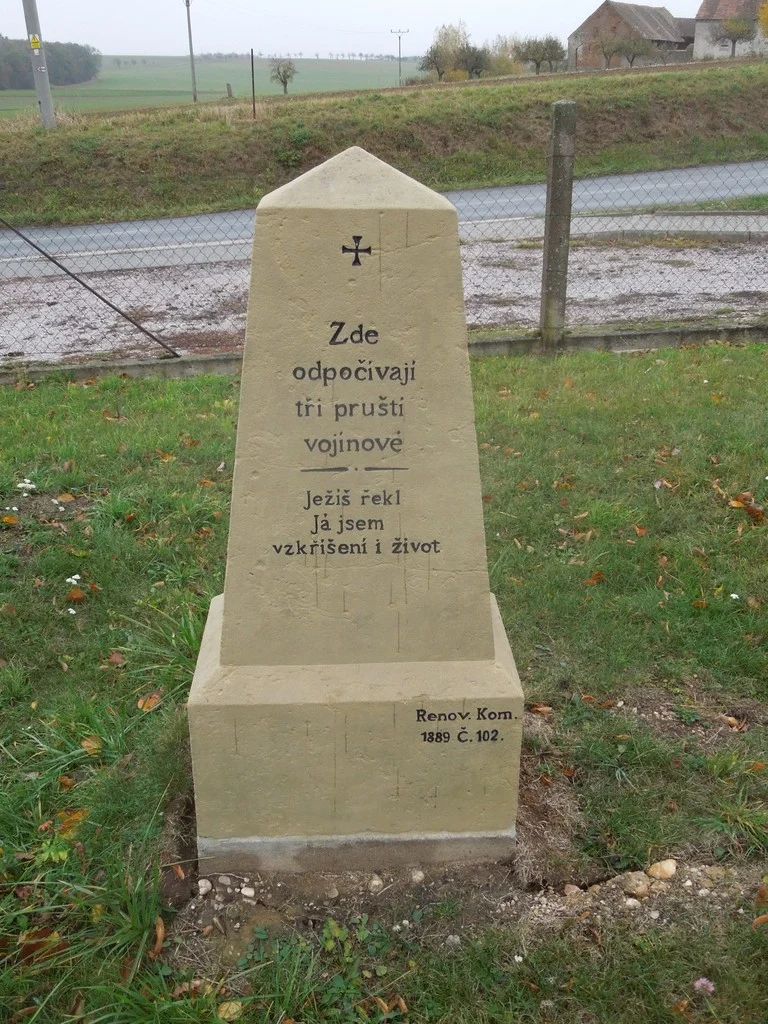 Zde
odpočívají
tři pruští
vojínové
Ježíš řekl
Já jsem
vzkříšení i život
Renov. Kom.
1889 Č. 102.